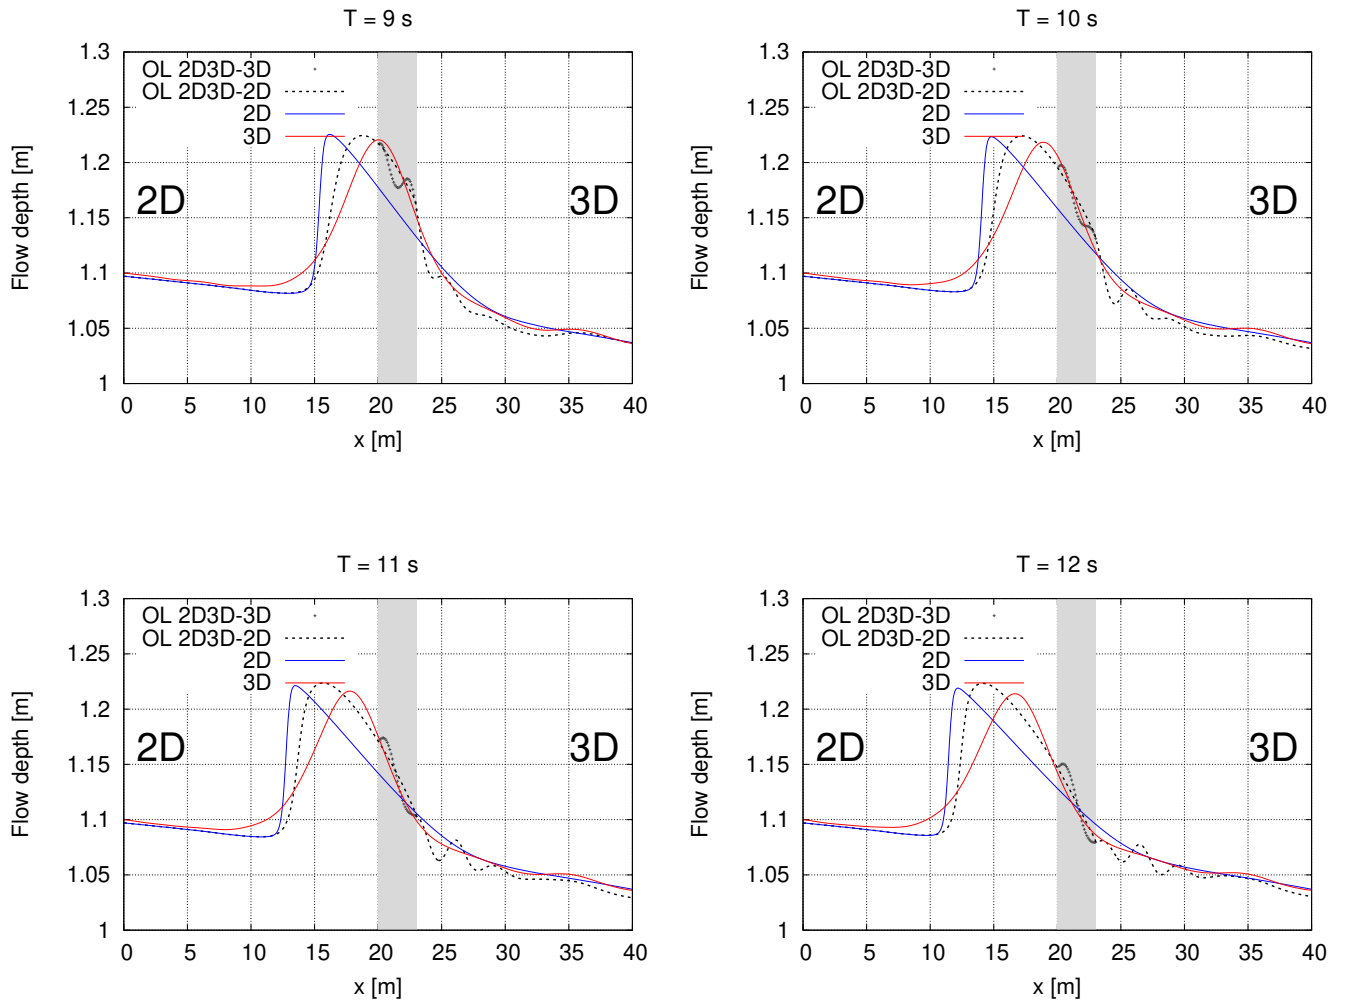 T = 9 s
1.3
1.25
1.2
1.15
1.1
1.05
1
0 5 10 15 20 25 30 35 40
x [m]
Flow depth [m]
OL 2D3D-3D
OL 2D3D-2D
2D
3D
2D 3D
T = 10 s
1.3
1.25
1.2
1.15
1.1
1.05
1
0 5 10 15 20 25 30 35 40
x [m]
Flow depth [m]
OL 2D3D-3D
OL 2D3D-2D
2D
3D
2D 3D
T = 11 s
1.3
1.25
1.2
1.15
1.1
1.05
1
0 5 10 15 20 25 30 35 40
x [m]
Flow depth [m]
OL 2D3D-3D
OL 2D3D-2D
2D
3D
2D 3D
T = 12 s
1.3
1.25
1.2
1.15
1.1
1.05
1
0 5 10 15 20 25 30 35 40
x [m]
Flow depth [m]
OL 2D3D-3D
OL 2D3D-2D
2D
3D
2D 3D